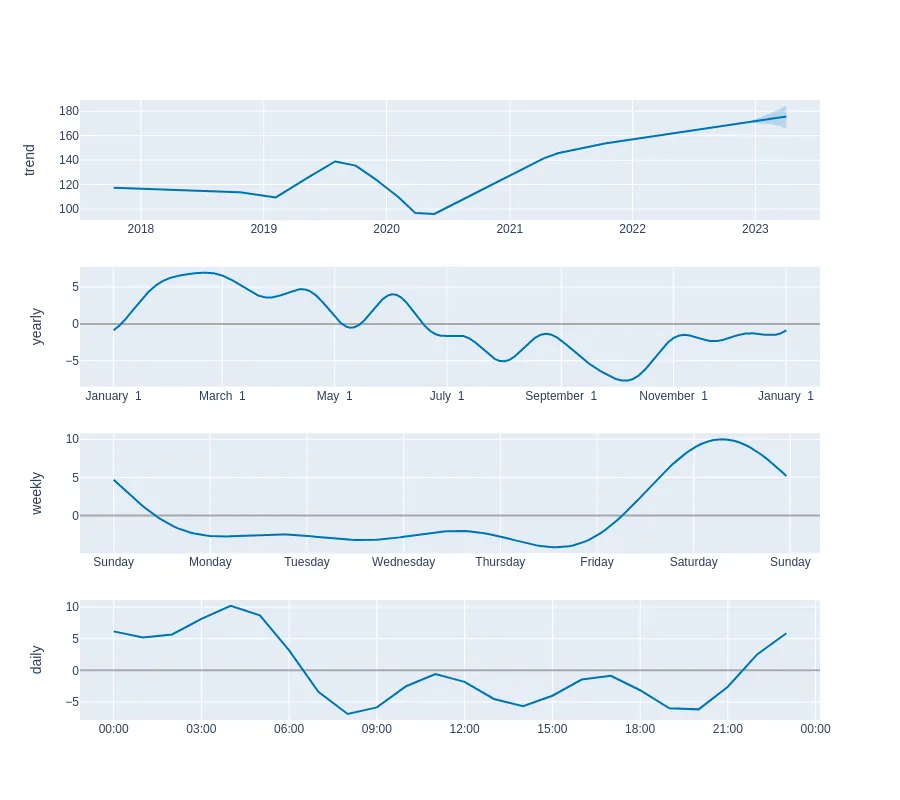 trend
180
160
140
120
100
2018 2019 2020 2021 2022 2023
yearly
5
0
−5
January 1 March 1 May 1 July 1 September 1 November 1 January 1
weekly
10
5
0
Sunday Monday Tuesday Wednesday Thursday Friday Saturday Sunday
daily
10
5
0
−5
00:00 03:00 06:00 09:00 12:00 15:00 18:00 21:00 00:00